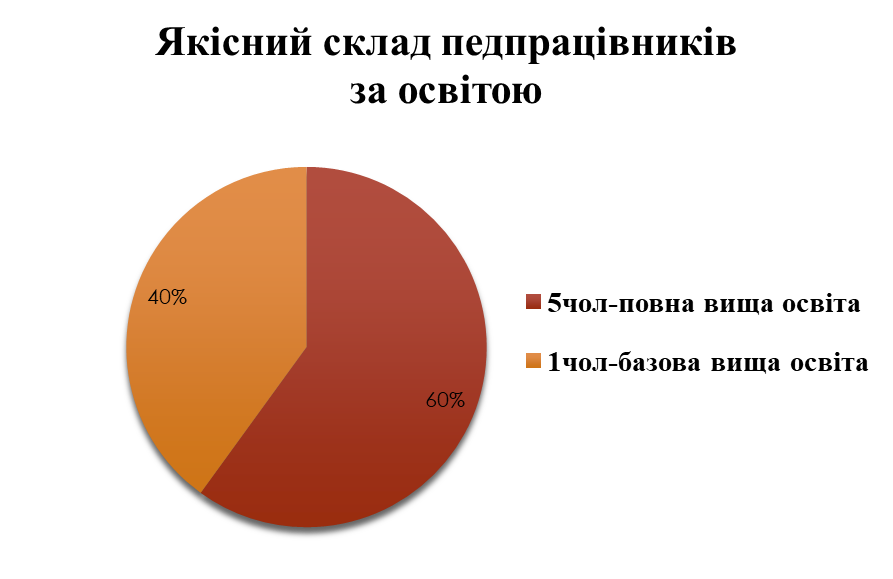 Якісний склад педпрацівників
за освітою
40%
60%
5чол-повна вища освіта
1чол-базова вища освіта